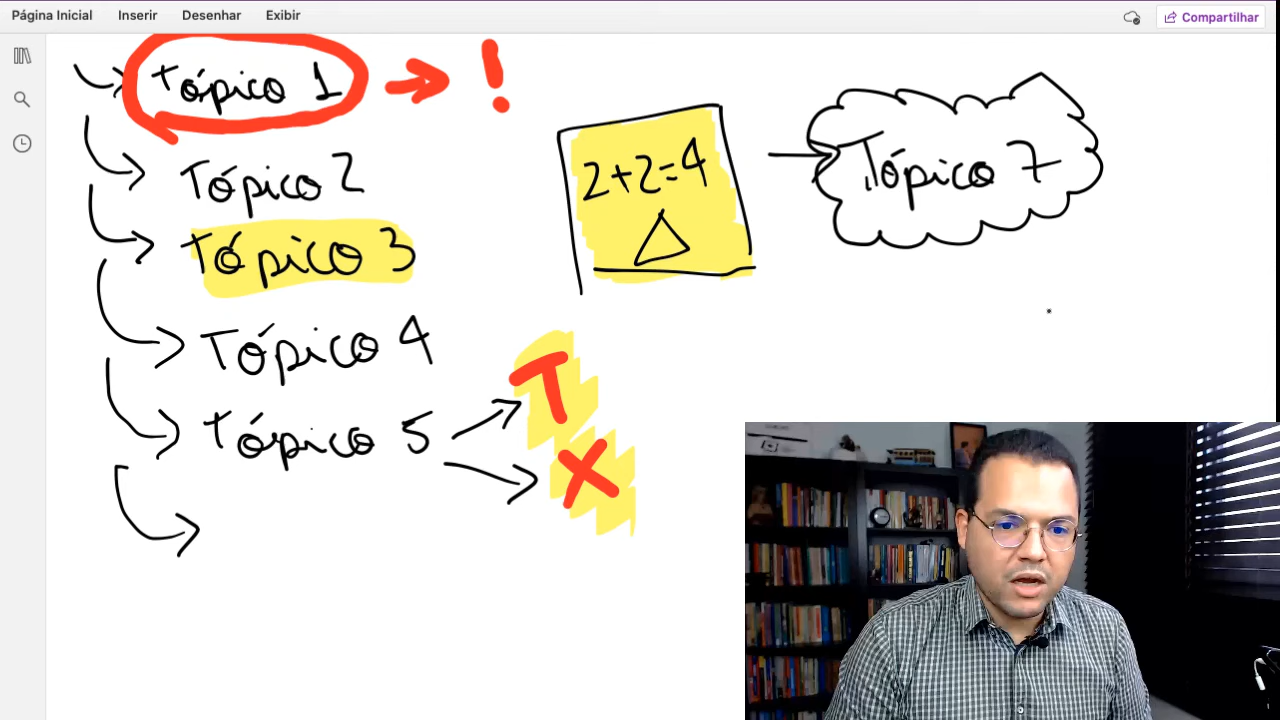 Página Inicial Inserir Desenhar Exibir
Compartilhar
Tópico 1 → !
Tópico 2
Tópico 3
Tópico 4
Tópico 5
T
X
2+2=4
Tópico 7